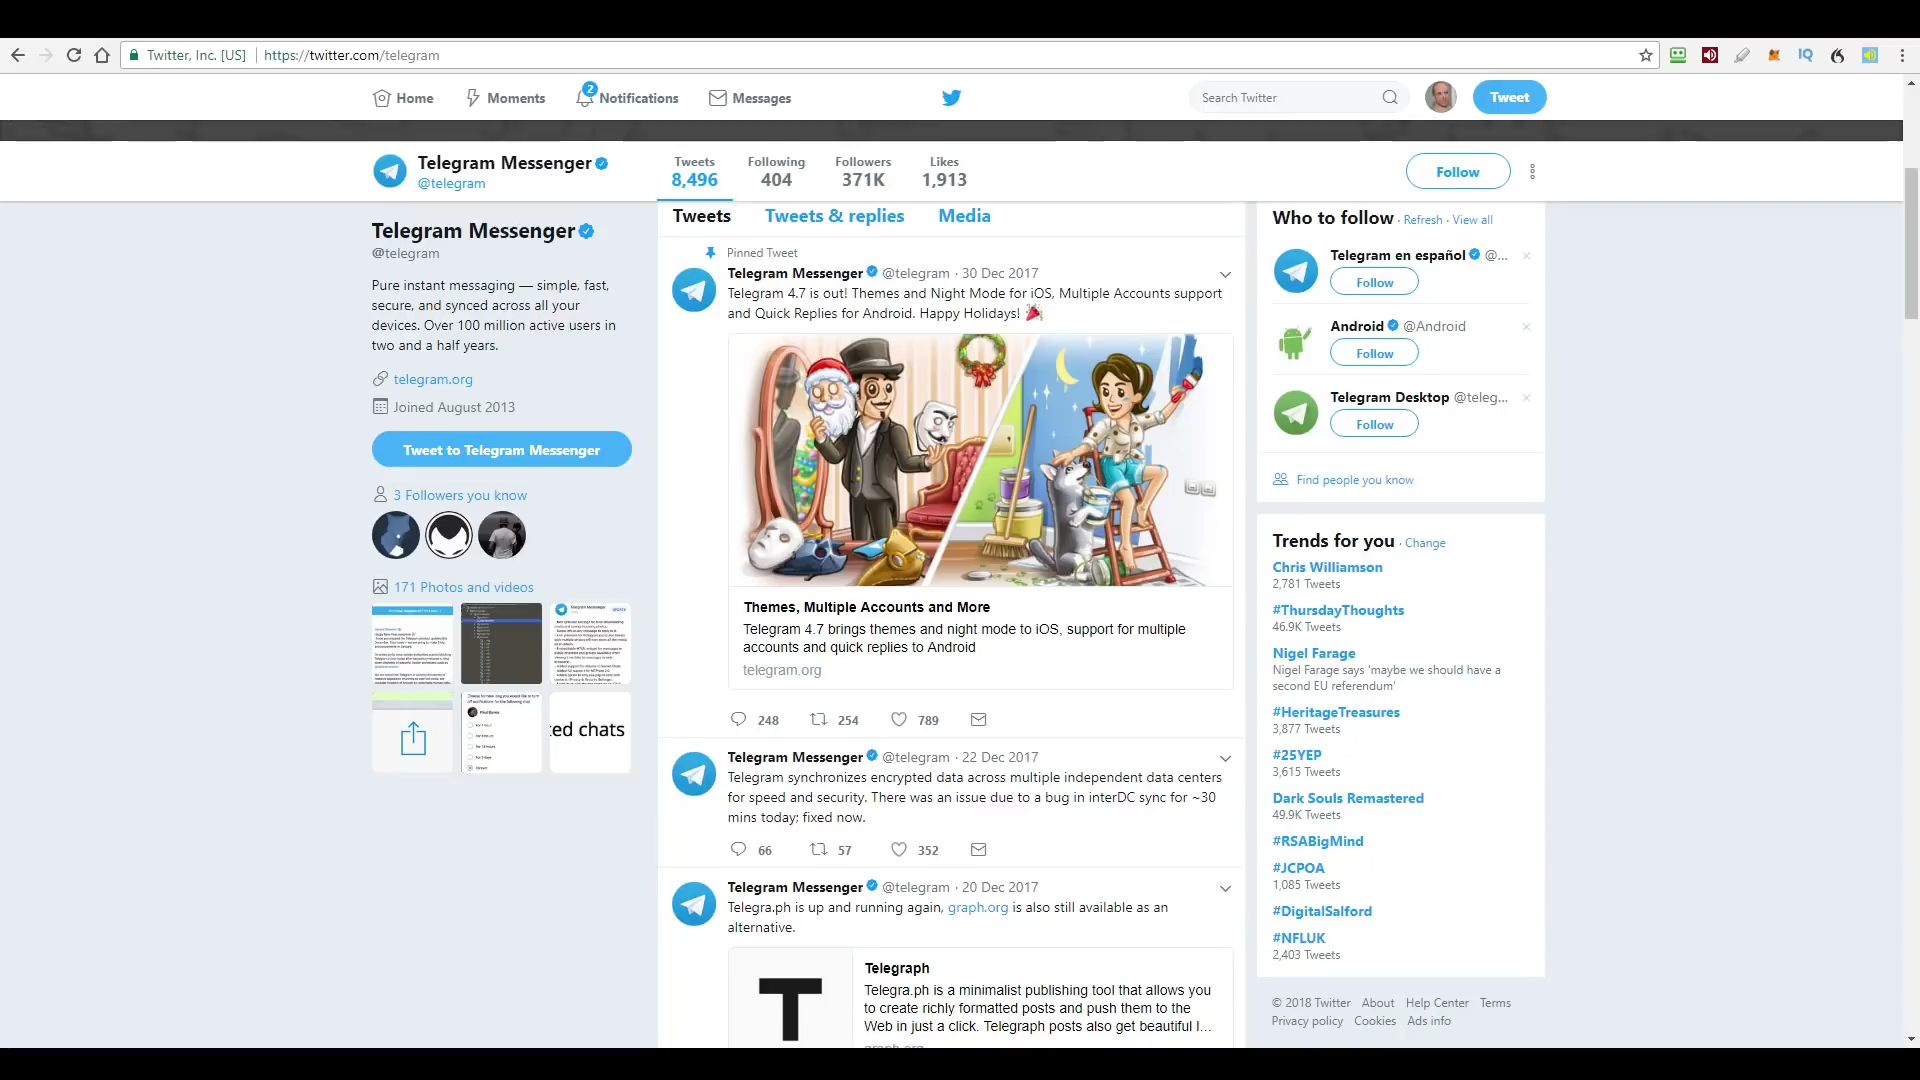 Twitter, Inc. [US]
https://twitter.com/telegram
IQ
Home
Moments
2
Notifications
Messages
Search Twitter
Tweet
Telegram Messenger
@telegram
Tweets
8,496
Following
404
Followers
371K
Likes
1,913
Follow
Telegram Messenger
@telegram
Pure instant messaging — simple, fast,
secure, and synced across all your
devices. Over 100 million active users in
two and a half years.
telegram.org
Joined August 2013
Tweet to Telegram Messenger
3 Followers you know
171 Photos and videos
ed chats
Tweets
Tweets & replies
Media
Pinned Tweet
Telegram Messenger @telegram · 30 Dec 2017
Telegram 4.7 is out! Themes and Night Mode for iOS, Multiple Accounts support
and Quick Replies for Android. Happy Holidays!
Themes, Multiple Accounts and More
Telegram 4.7 brings themes and night mode to iOS, support for multiple
accounts and quick replies to Android
telegram.org
248
254
789
Telegram Messenger @telegram · 22 Dec 2017
Telegram synchronizes encrypted data across multiple independent data centers
for speed and security. There was an issue due to a bug in interDC sync for ~30
mins today; fixed now.
66
57
352
Telegram Messenger @telegram · 20 Dec 2017
Telegra.ph is up and running again, graph.org is also still available as an
alternative.
T
Telegraph
Telegra.ph is a minimalist publishing tool that allows you
to create richly formatted posts and push them to the
Web in just a click. Telegraph posts also get beautiful I...
graph.org
Who to follow · Refresh · View all
Telegram en español @...
Follow
Android @Android
Follow
Telegram Desktop @teleg...
Follow
Find people you know
Trends for you · Change
Chris Williamson
2,781 Tweets
#ThursdayThoughts
46.9K Tweets
Nigel Farage
Nigel Farage says 'maybe we should have a
second EU referendum'
#HeritageTreasures
3,877 Tweets
#25YEP
3,615 Tweets
Dark Souls Remastered
49.9K Tweets
#RSABigMind
#JCPOA
1,085 Tweets
#DigitalSalford
#NFLUK
2,403 Tweets
© 2018 Twitter About Help Center Terms
Privacy policy Cookies Ads info